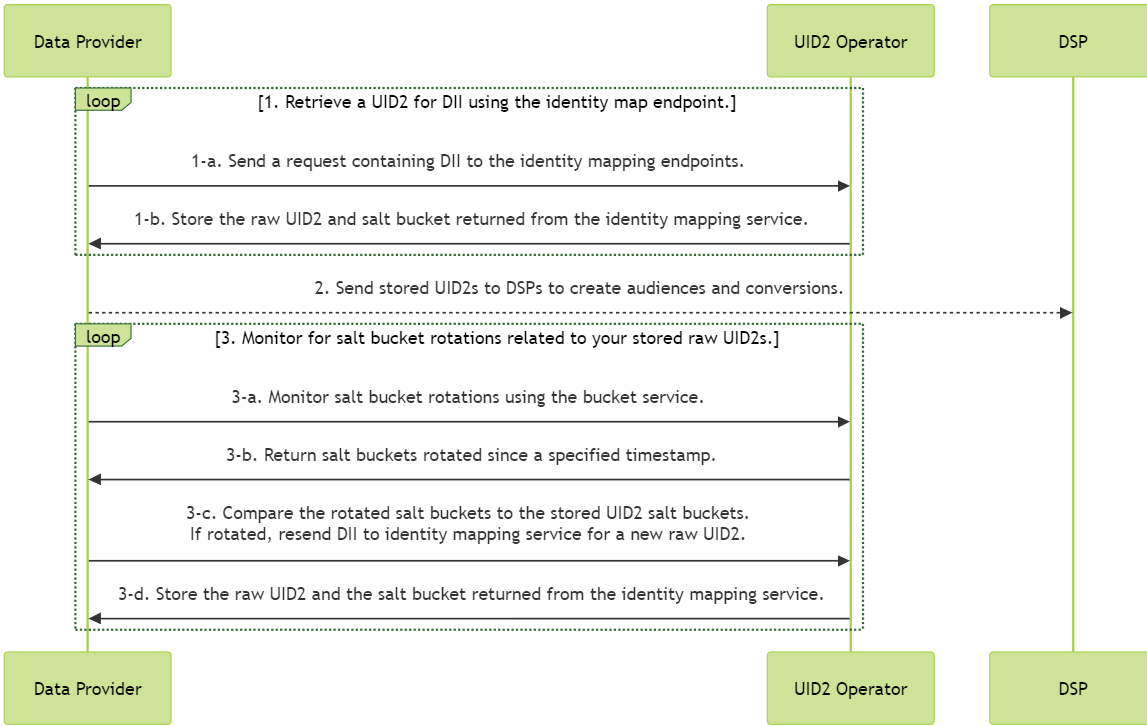 Data Provider
UID2 Operator
DSP
loop
[1. Retrieve a UID2 for DII using the identity map endpoint.]
1-a. Send a request containing DII to the identity mapping endpoints.
1-b. Store the raw UID2 and salt bucket returned from the identity mapping service.
2. Send stored UID2s to DSPs to create audiences and conversions.
loop
[3. Monitor for salt bucket rotations related to your stored raw UID2s.]
3-a. Monitor salt bucket rotations using the bucket service.
3-b. Return salt buckets rotated since a specified timestamp.
3-c. Compare the rotated salt buckets to the stored UID2 salt buckets.
If rotated, resend DII to identity mapping service for a new raw UID2.
3-d. Store the raw UID2 and the salt bucket returned from the identity mapping service.
Data Provider
UID2 Operator
DSP